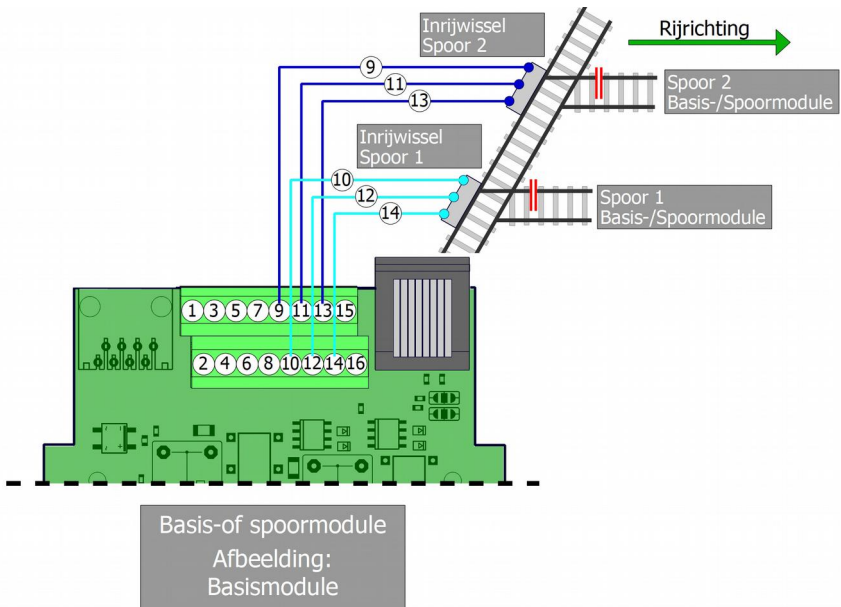 Inrijwissel
Spoor 2
Rijrichting
9
11
13
Spoor 2
Basis-/Spoormodule
Inrijwissel
Spoor 1
10
12
14
Spoor 1
Basis-/Spoormodule
1 3 5 7 9 11 13 15
2 4 6 8 10 12 14 16
Basis-of spoormodule
Afbeelding:
Basismodule